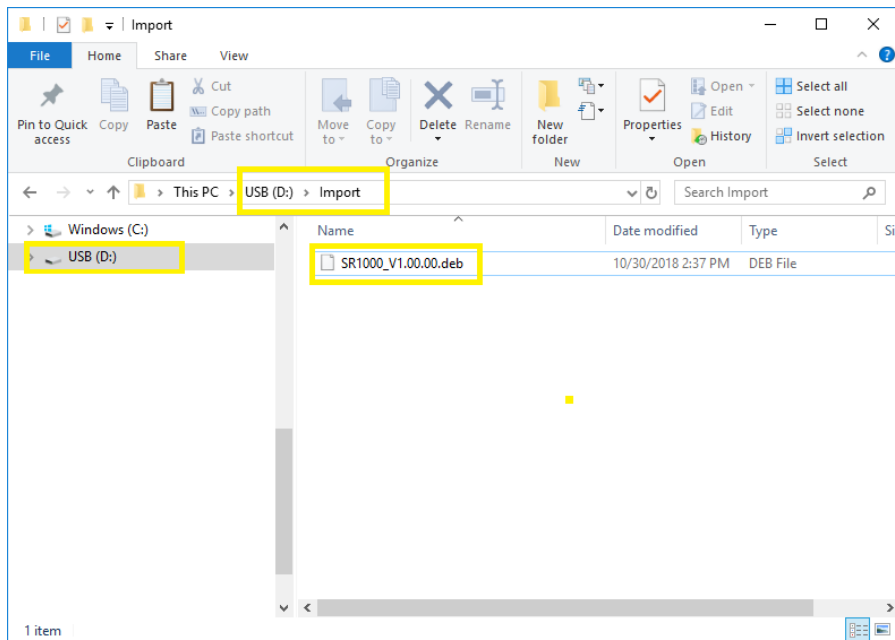 Import
File Home Share View
Pin to Quick access
Copy
Paste
Cut
Copy path
Paste shortcut
Clipboard
Move to
Copy to
Delete
Rename
Organize
New folder
New
Properties
Open
Edit
History
Open
Select all
Select none
Invert selection
Select
This PC USB (D:) Import
Search Import
Windows (C:)
USB (D:)
Name Date modified Type Si
SR1000_V1.00.00.deb 10/30/2018 2:37 PM DEB File
1 item